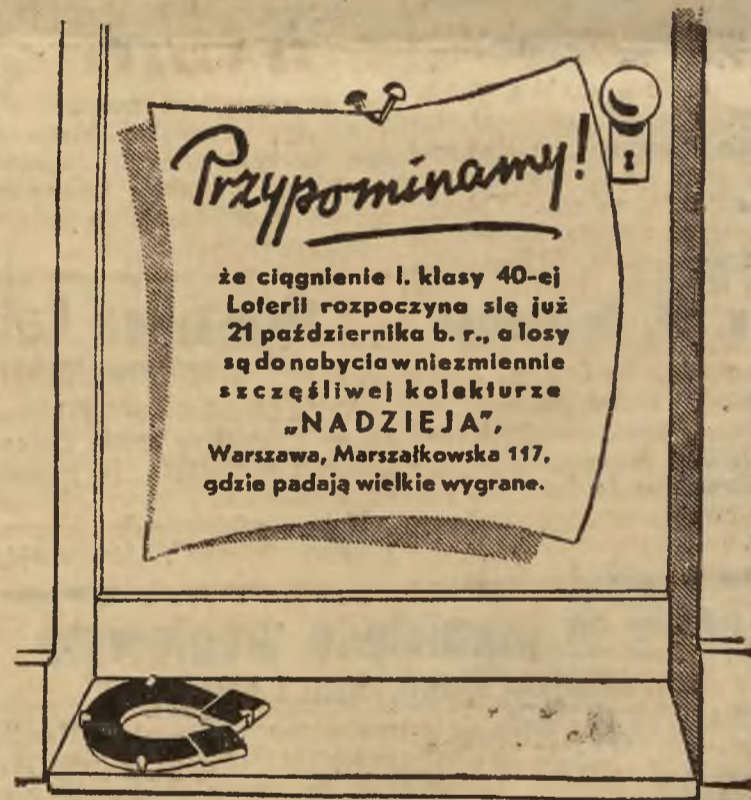 Przypominamy!
że ciągnienie I. klasy 40-ej
Loterii rozpoczyna się już
21 października b. r., a losy
są do nabycia w niezmiennie
szczęśliwej kolekturze
„NADZIEJA",
Warszawa, Marszałkowska 117,
gdzie padają wielkie wygrane.